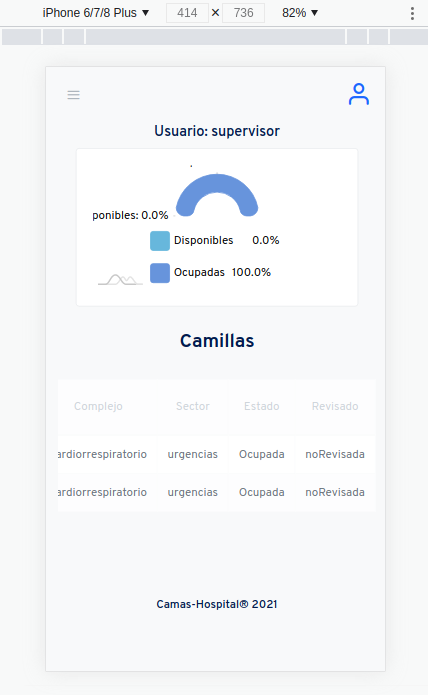 iPhone 6/7/8 Plus ▼ 414 × 736 82% ▼
Usuario: supervisor
ponibles: 0.0%
Disponibles 0.0%
Ocupadas 100.0%
Camillas
Complejo Sector Estado Revisado
ardiorrespiratorio urgencias Ocupada noRevisada
ardiorrespiratorio urgencias Ocupada noRevisada
Camas-Hospital® 2021